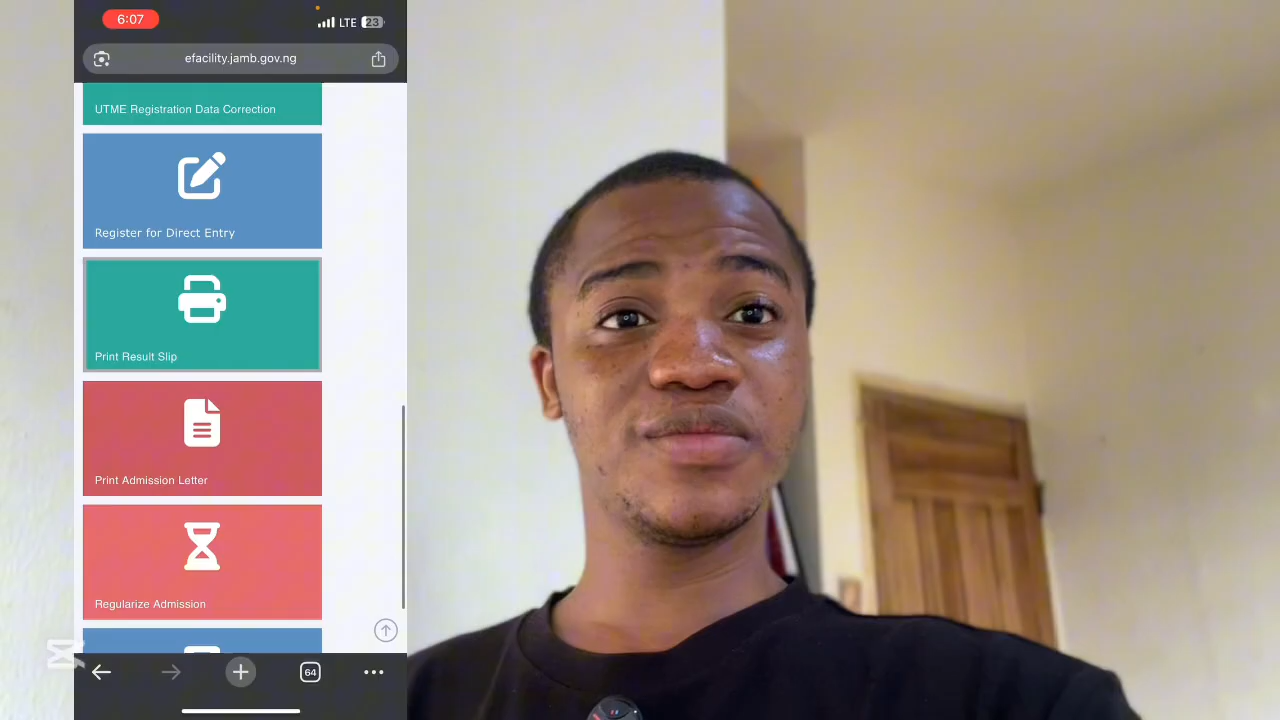 6:07
LTE 23
efacility.jamb.gov.ng
UTME Registration Data Correction
Register for Direct Entry
Print Result Slip
Print Admission Letter
Regularize Admission
64